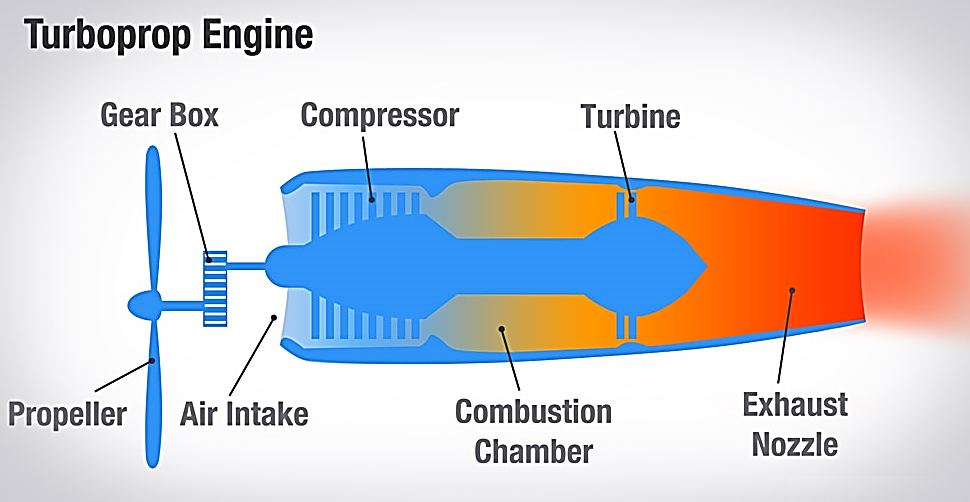 Turboprop Engine
Gear Box
Compressor
Turbine
Propeller
Air Intake
Combustion
Chamber
Exhaust
Nozzle